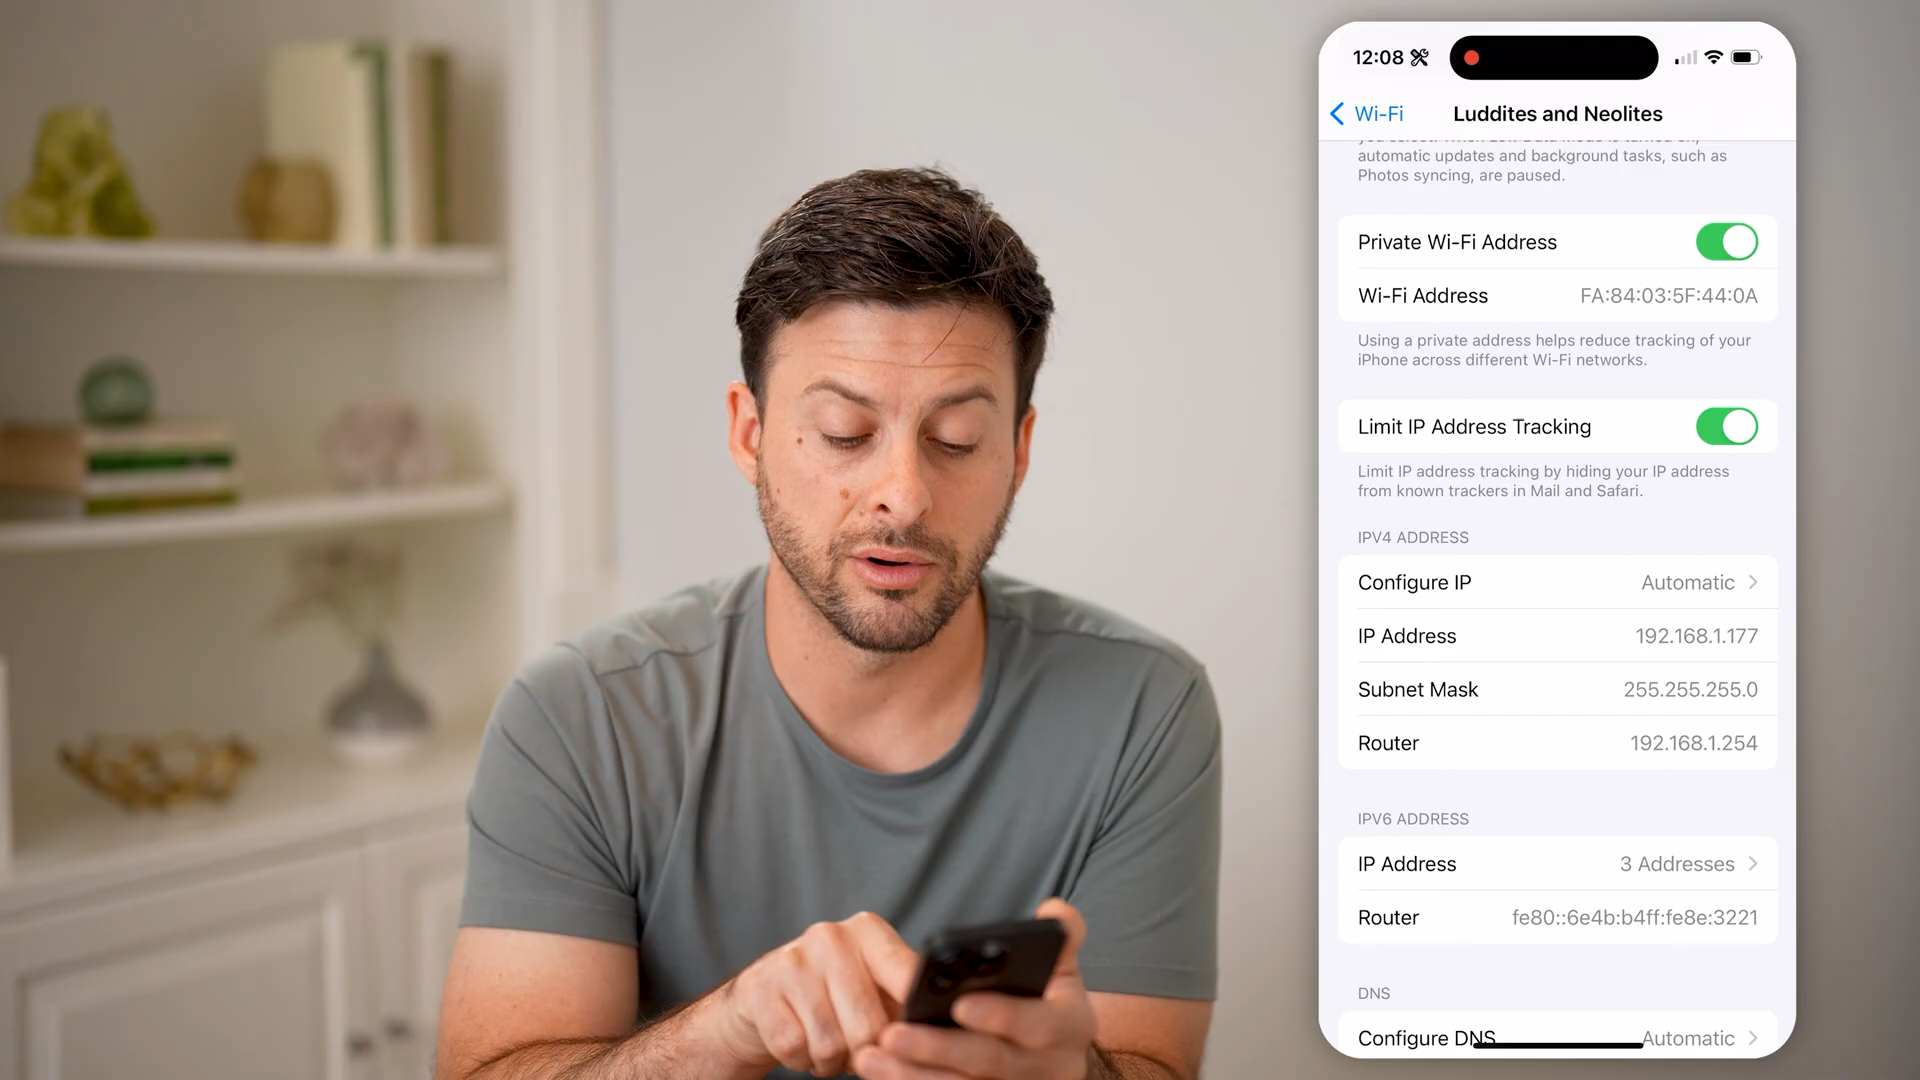 12:08
Wi-Fi
Luddites and Neolites
automatic updates and background tasks, such as
Photos syncing, are paused.
Private Wi-Fi Address
Wi-Fi Address FA:84:03:5F:44:0A
Using a private address helps reduce tracking of your
iPhone across different Wi-Fi networks.
Limit IP Address Tracking
Limit IP address tracking by hiding your IP address
from known trackers in Mail and Safari.
IPV4 ADDRESS
Configure IP Automatic
IP Address 192.168.1.177
Subnet Mask 255.255.255.0
Router 192.168.1.254
IPV6 ADDRESS
IP Address 3 Addresses
Router fe80::6e4b:b4ff:fe8e:3221
DNS
Configure DNS Automatic